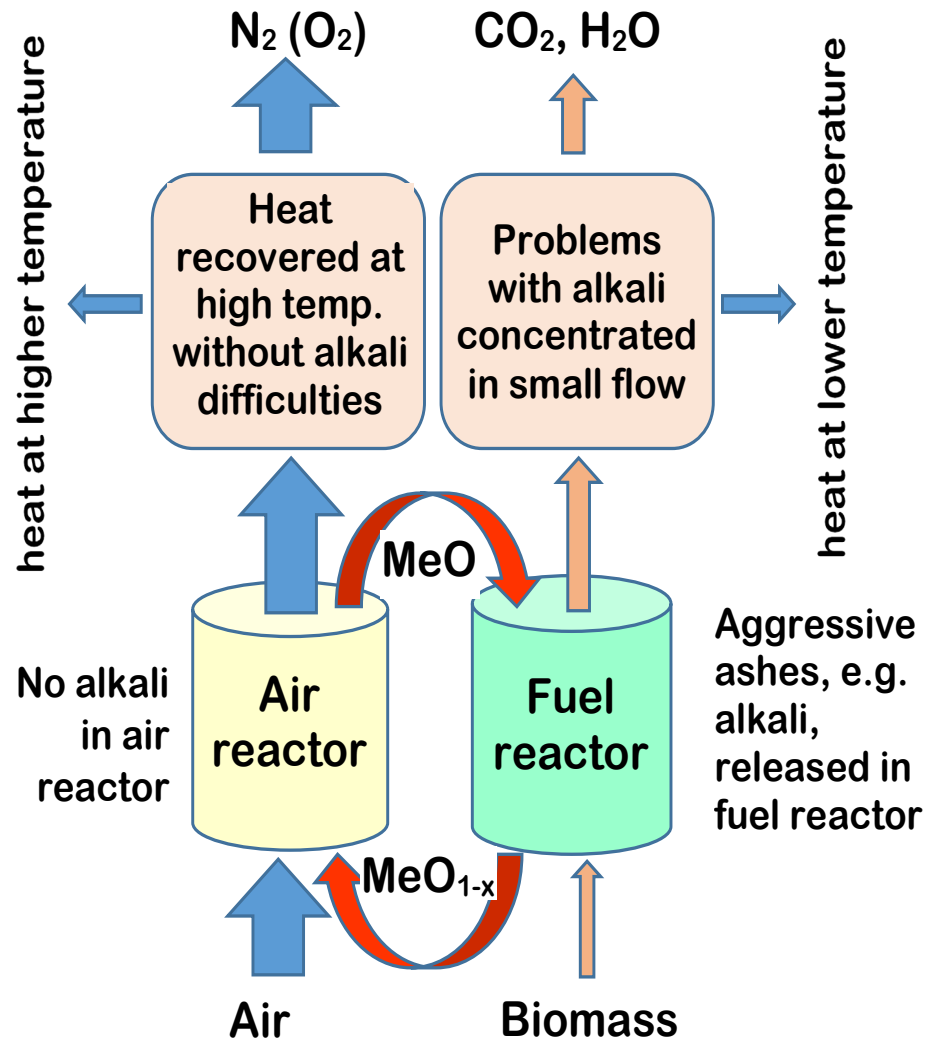 N₂ (O₂)
CO₂, H₂O
heat at higher temperature
Heat
recovered at
high temp.
without alkali
difficulties
Problems
with alkali
concentrated
in small flow
heat at lower temperature
MeO
No alkali
in air
reactor
Air
reactor
Fuel
reactor
Aggressive
ashes, e.g.
alkali,
released in
fuel reactor
MeO₁₋ₓ
Air
Biomass